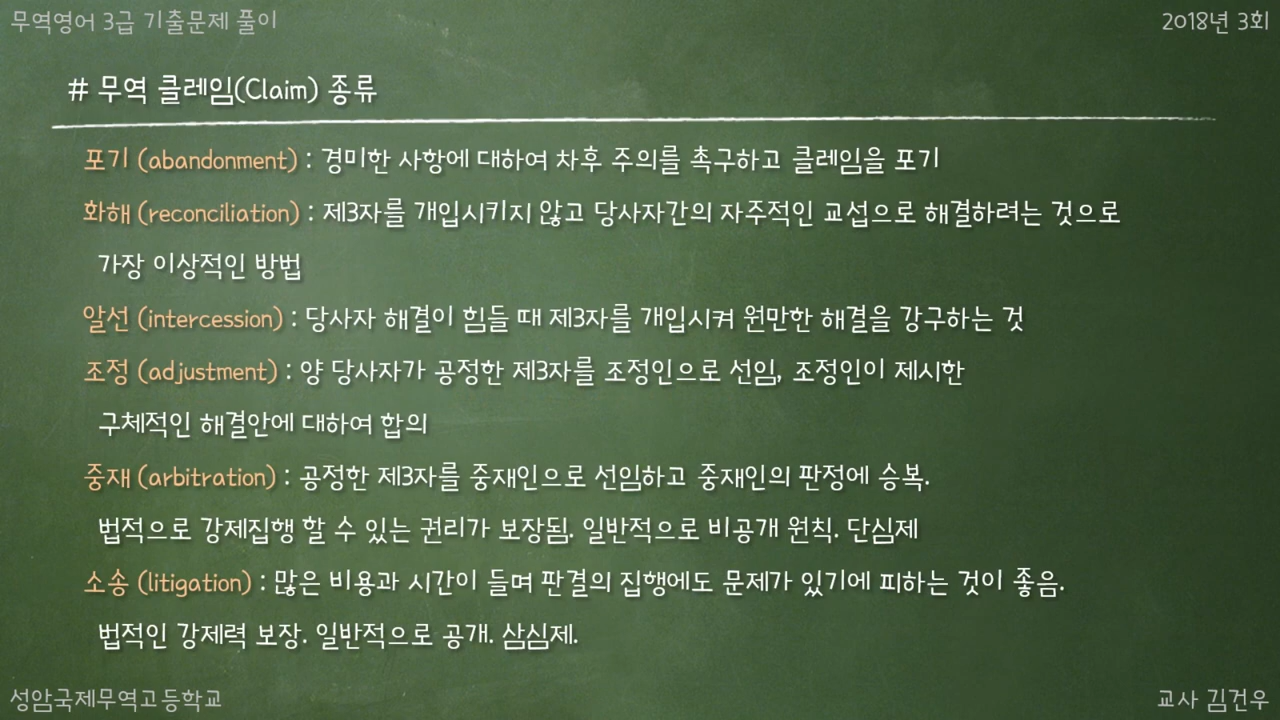 무역영어 3급 기출문제 풀이
2018년 3회
# 무역 클레임(Claim) 종류
포기 (abandonment) : 경미한 사항에 대하여 차후 주의를 촉구하고 클레임을 포기
화해 (reconciliation) : 제3자를 개입시키지 않고 당사자간의 자주적인 교섭으로 해결하려는 것으로
가장 이상적인 방법
알선 (intercession) : 당사자 해결이 힘들 때 제3자를 개입시켜 원만한 해결을 강구하는 것
조정 (adjustment) : 양 당사자가 공정한 제3자를 조정인으로 선임, 조정인이 제시한
구체적인 해결안에 대하여 합의
중재 (arbitration) : 공정한 제3자를 중재인으로 선임하고 중재인의 판정에 승복.
법적으로 강제집행 할 수 있는 권리가 보장됨. 일반적으로 비공개 원칙. 단심제
소송 (litigation) : 많은 비용과 시간이 들며 판결의 집행에도 문제가 있기에 피하는 것이 좋음.
법적인 강제력 보장. 일반적으로 공개. 삼심제.
성암국제무역고등학교
교사 김건우